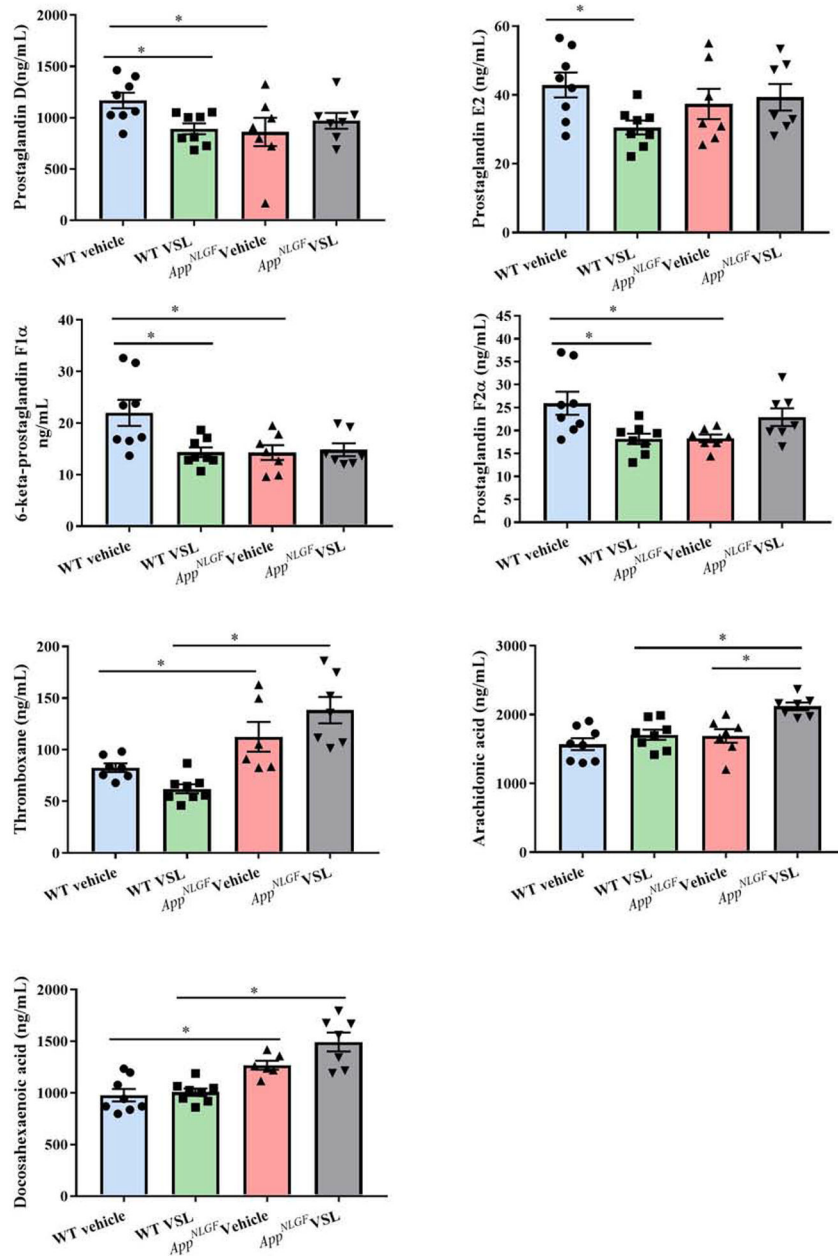 Prostaglandin D(ng/mL)
2000
1500
1000
500
0
*
*
WT vehicle
WT VSL
App^NLGF Vehicle
App^NLGF VSL
Prostaglandin E2 (ng/mL)
60
40
20
0
*
WT vehicle
WT VSL
App^NLGF Vehicle
App^NLGF VSL
6-keta-prostaglandin F1α
ng/mL
40
30
20
10
0
*
*
WT vehicle
WT VSL
App^NLGF Vehicle
App^NLGF VSL
Prostaglandin F2α (ng/mL)
45
40
35
30
25
20
15
10
5
0
*
*
WT vehicle
WT VSL
App^NLGF Vehicle
App^NLGF VSL
Thromboxane (ng/mL)
200
150
100
50
0
*
*
WT vehicle
WT VSL
App^NLGF Vehicle
App^NLGF VSL
Arachidonic acid (ng/mL)
3000
2000
1000
0
*
*
WT vehicle
WT VSL
App^NLGF Vehicle
App^NLGF VSL
Docosahexaenoic acid (ng/mL)
2000
1500
1000
500
0
*
*
WT vehicle
WT VSL
App^NLGF Vehicle
App^NLGF VSL